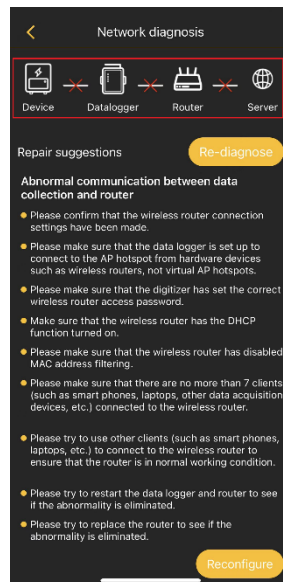 Network diagnosis
Device Datalogger Router Server
Repair suggestions Re-diagnose
Abnormal communication between data
collection and router
Please confirm that the wireless router connection
settings have been made.
Please make sure that the data logger is set up to
connect to the AP hotspot from hardware devices
such as wireless routers, not virtual AP hotspots.
Please make sure that the digitizer has set the correct
wireless router access password.
Make sure that the wireless router has the DHCP
function turned on.
Please make sure that the wireless router has disabled
MAC address filtering.
Please make sure that there are no more than 7 clients
(such as smart phones, laptops, other data acquisition
devices, etc.) connected to the wireless router.
Please try to use other clients (such as smart phones,
laptops, etc.) to connect to the wireless router to
ensure that the router is in normal working condition.
Please try to restart the data logger and router to see
if the abnormality is eliminated.
Please try to replace the router to see if the
abnormality is eliminated.
Reconfigure